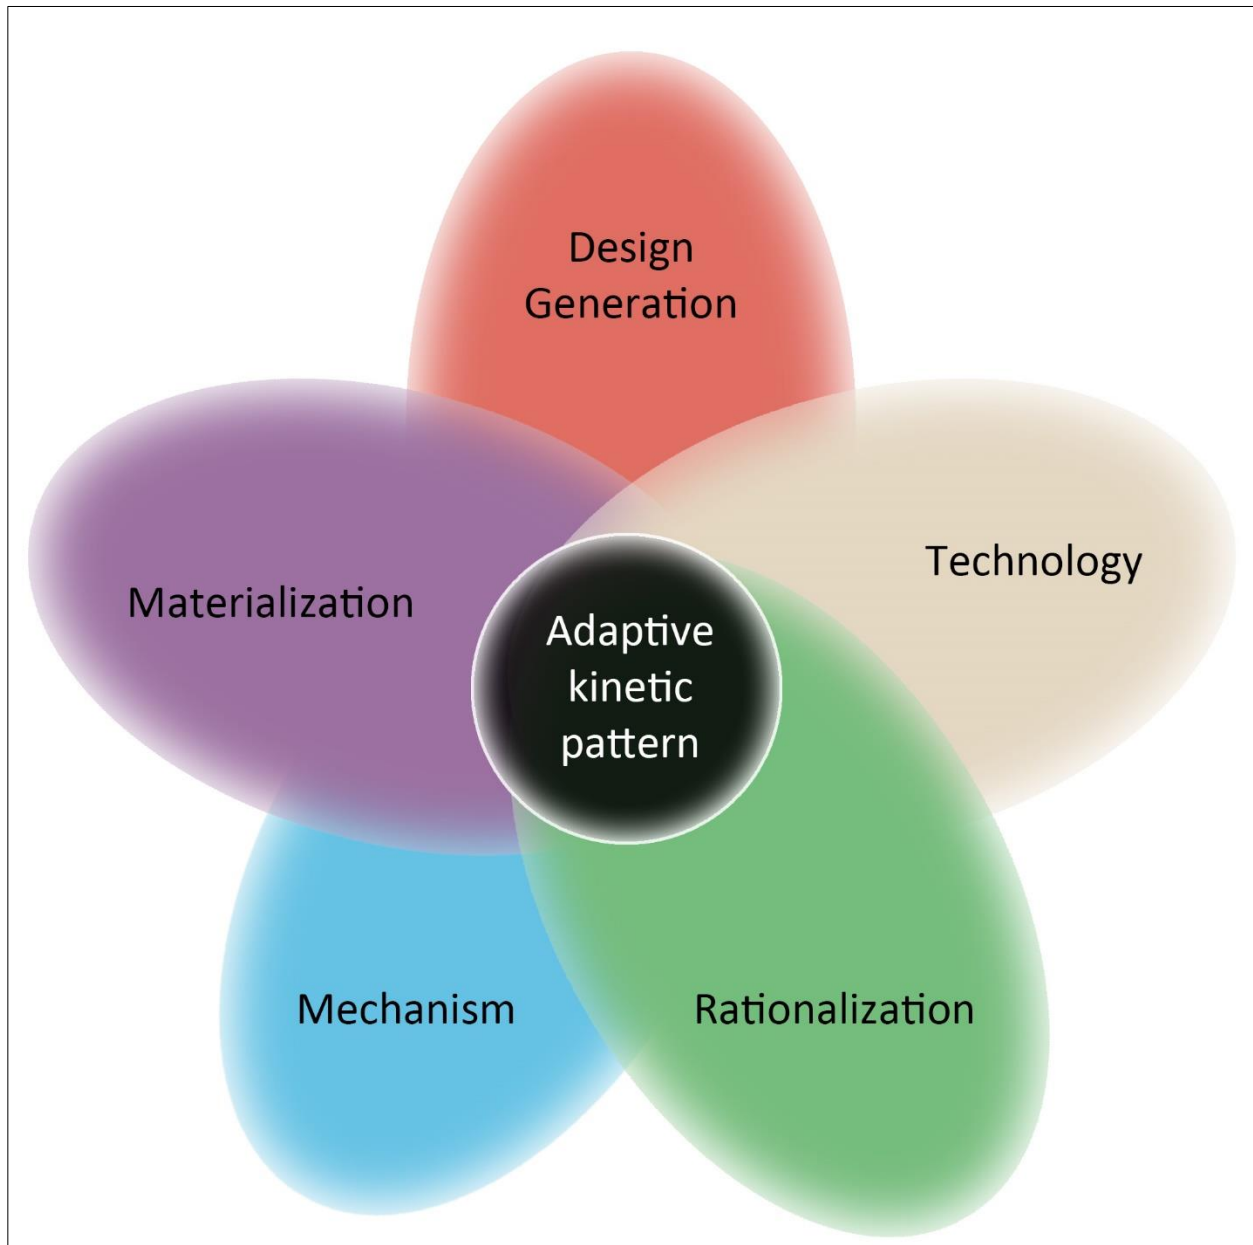 Design
Generation
Technology
Materialization
Adaptive
kinetic
pattern
Mechanism
Rationalization